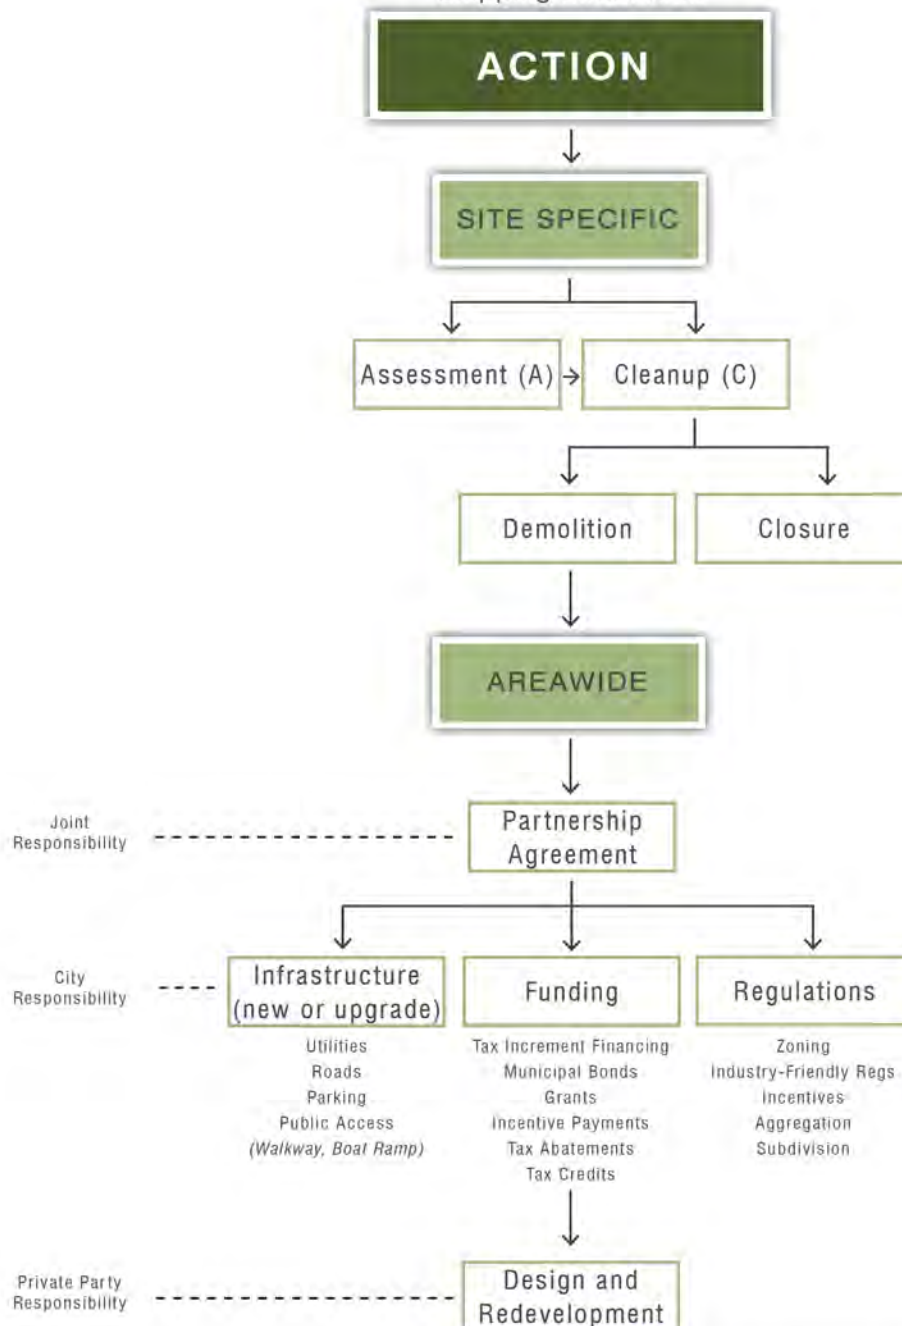 ACTION
SITE SPECIFIC
Assessment (A)
Cleanup (C)
Demolition
Closure
AREAWIDE
Joint
Responsibility
Partnership
Agreement
City
Responsibility
Infrastructure
(new or upgrade)
Funding
Regulations
Utilities
Roads
Parking
Public Access
(Walkway, Boat Ramp)
Tax Increment Financing
Municipal Bonds
Grants
Incentive Payments
Tax Abatements
Tax Credits
Zoning
Industry-Friendly Regs
Incentives
Aggregation
Subdivision
Private Party
Responsibility
Design and
Redevelopment